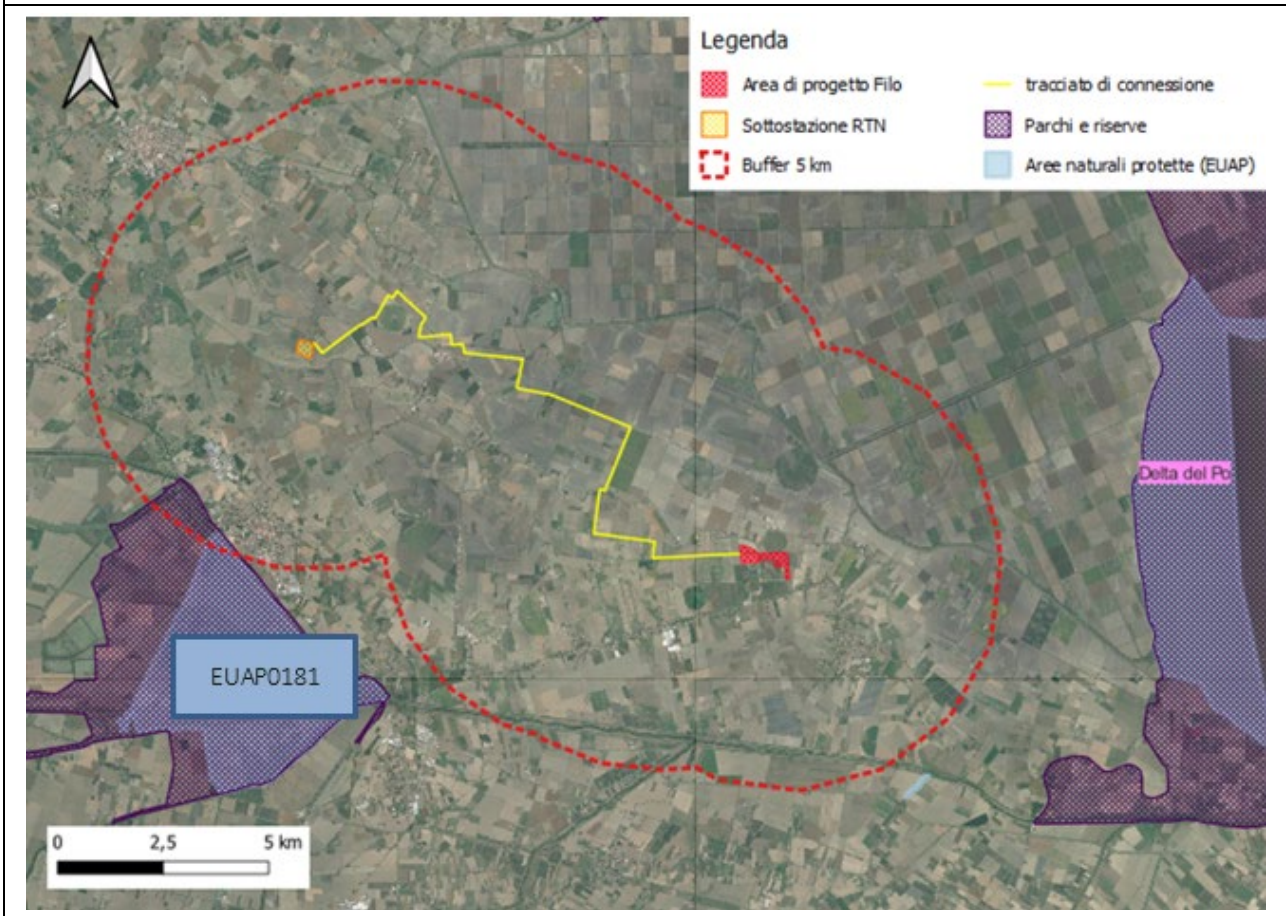 Legenda
Area di progetto Filo
tracciato di connessione
Sottostazione RTN
Parchi e riserve
Buffer 5 km
Aree naturali protette (EUAP)
Delta del Po
EUAP0181
0 2,5 5 km